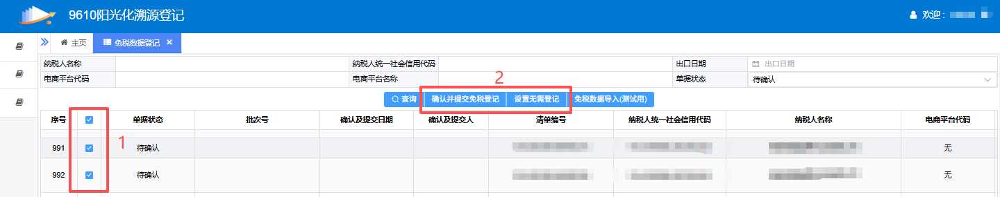 9610阳光化溯源登记
欢迎：
主页 免税数据登记
纳税人名称 纳税人统一社会信用代码 出口日期 出口日期
电商平台代码 电商平台名称 单据状态 待确认
2
查询 确认并提交免税登记 设置无需登记 免税数据导入(测试用)
序号 单据状态 批次号 确认及提交日期 确认及提交人 清单编号 纳税人统一社会信用代码 纳税人名称 电商平台代码
1
991 待确认 无
992 待确认 无